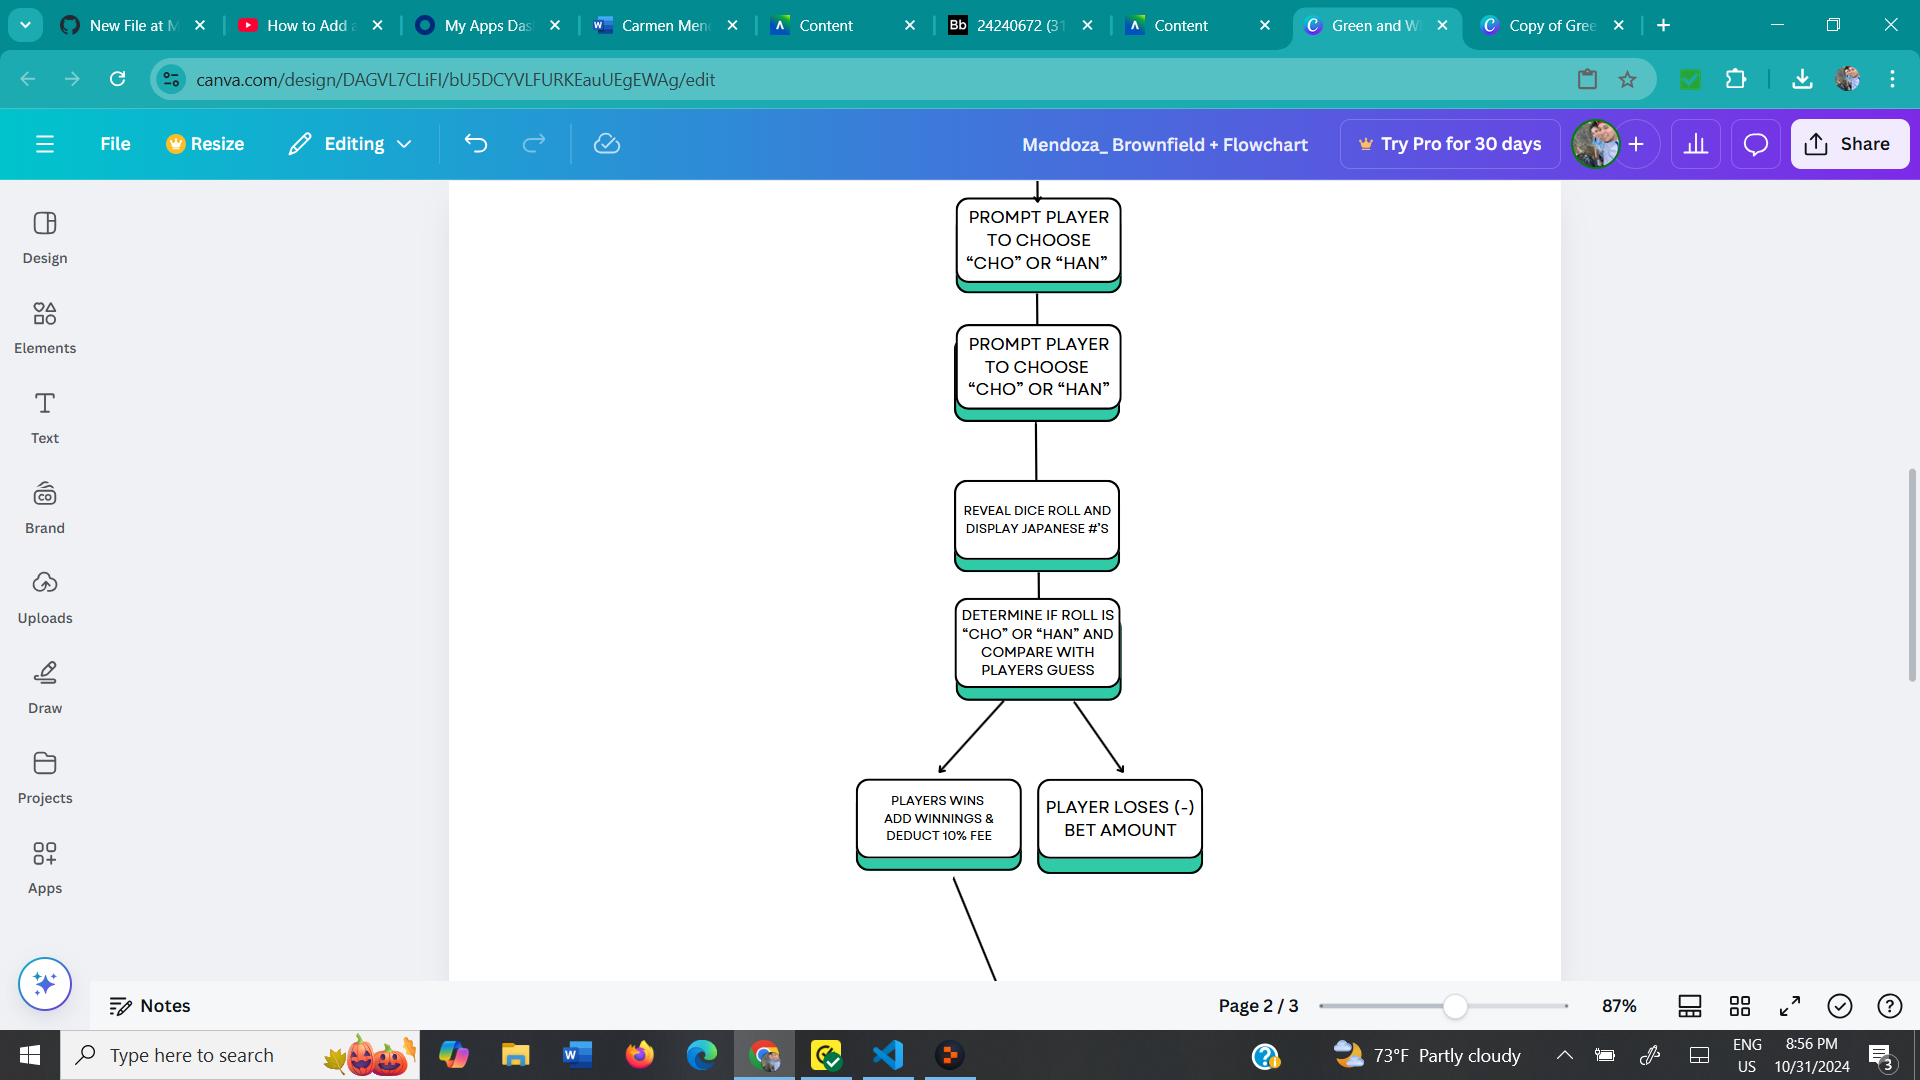 New File at M
How to Add a
My Apps Das
Carmen Men
Content
Bb 24240672 (31
Content
Green and W
Copy of Gree
canva.com/design/DAGVL7CLiFI/bU5DCYVLFURKEauUEgEWAg/edit
File
Resize
Editing
Mendoza_ Brownfield + Flowchart
Try Pro for 30 days
Share
Design
Elements
Text
Brand
Uploads
Draw
Projects
Apps
PROMPT PLAYER
TO CHOOSE
“CHO” OR “HAN”
PROMPT PLAYER
TO CHOOSE
“CHO” OR “HAN”
REVEAL DICE ROLL AND
DISPLAY JAPANESE #’S
DETERMINE IF ROLL IS
“CHO” OR “HAN” AND
COMPARE WITH
PLAYERS GUESS
PLAYERS WINS
ADD WINNINGS &
DEDUCT 10% FEE
PLAYER LOSES (-)
BET AMOUNT
Notes
Page 2 / 3
87%
Type here to search
73°F Partly cloudy
ENG
US
8:56 PM
10/31/2024
3